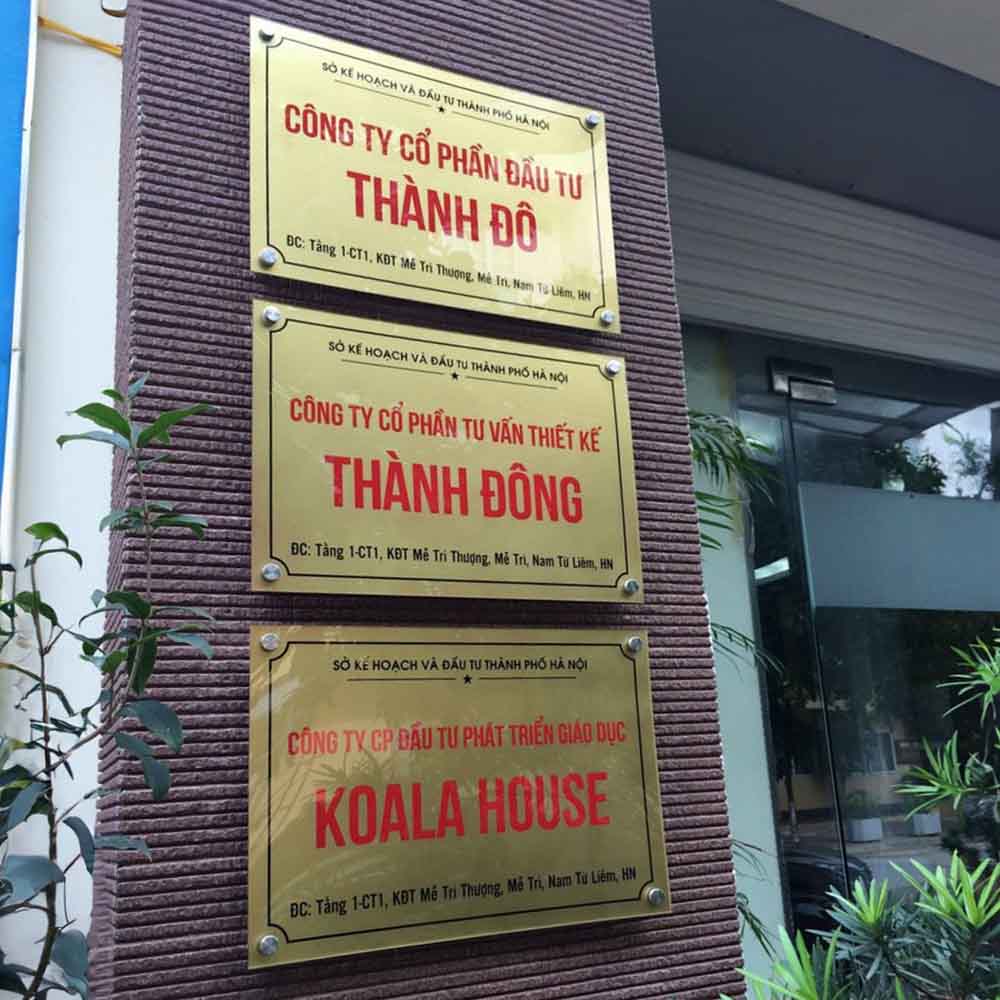 SỞ KẾ HOẠCH VÀ ĐẦU TƯ THÀNH PHỐ HÀ NỘI
CÔNG TY CỔ PHẦN ĐẦU TƯ
THÀNH ĐÔ
ĐC: Tầng 1-CT1, KĐT Mễ Trì Thượng, Mễ Trì, Nam Từ Liêm, HN
SỞ KẾ HOẠCH VÀ ĐẦU TƯ THÀNH PHỐ HÀ NỘI
CÔNG TY CỔ PHẦN TƯ VẤN THIẾT KẾ
THÀNH ĐÔNG
ĐC: Tầng 1-CT1, KĐT Mễ Trì Thượng, Mễ Trì, Nam Từ Liêm, HN
SỞ KẾ HOẠCH VÀ ĐẦU TƯ THÀNH PHỐ HÀ NỘI
CÔNG TY CP ĐẦU TƯ PHÁT TRIỂN GIÁO DỤC
KOALA HOUSE
ĐC: Tầng 1-CT1, KĐT Mễ Trì Thượng, Mễ Trì, Nam Từ Liêm, HN